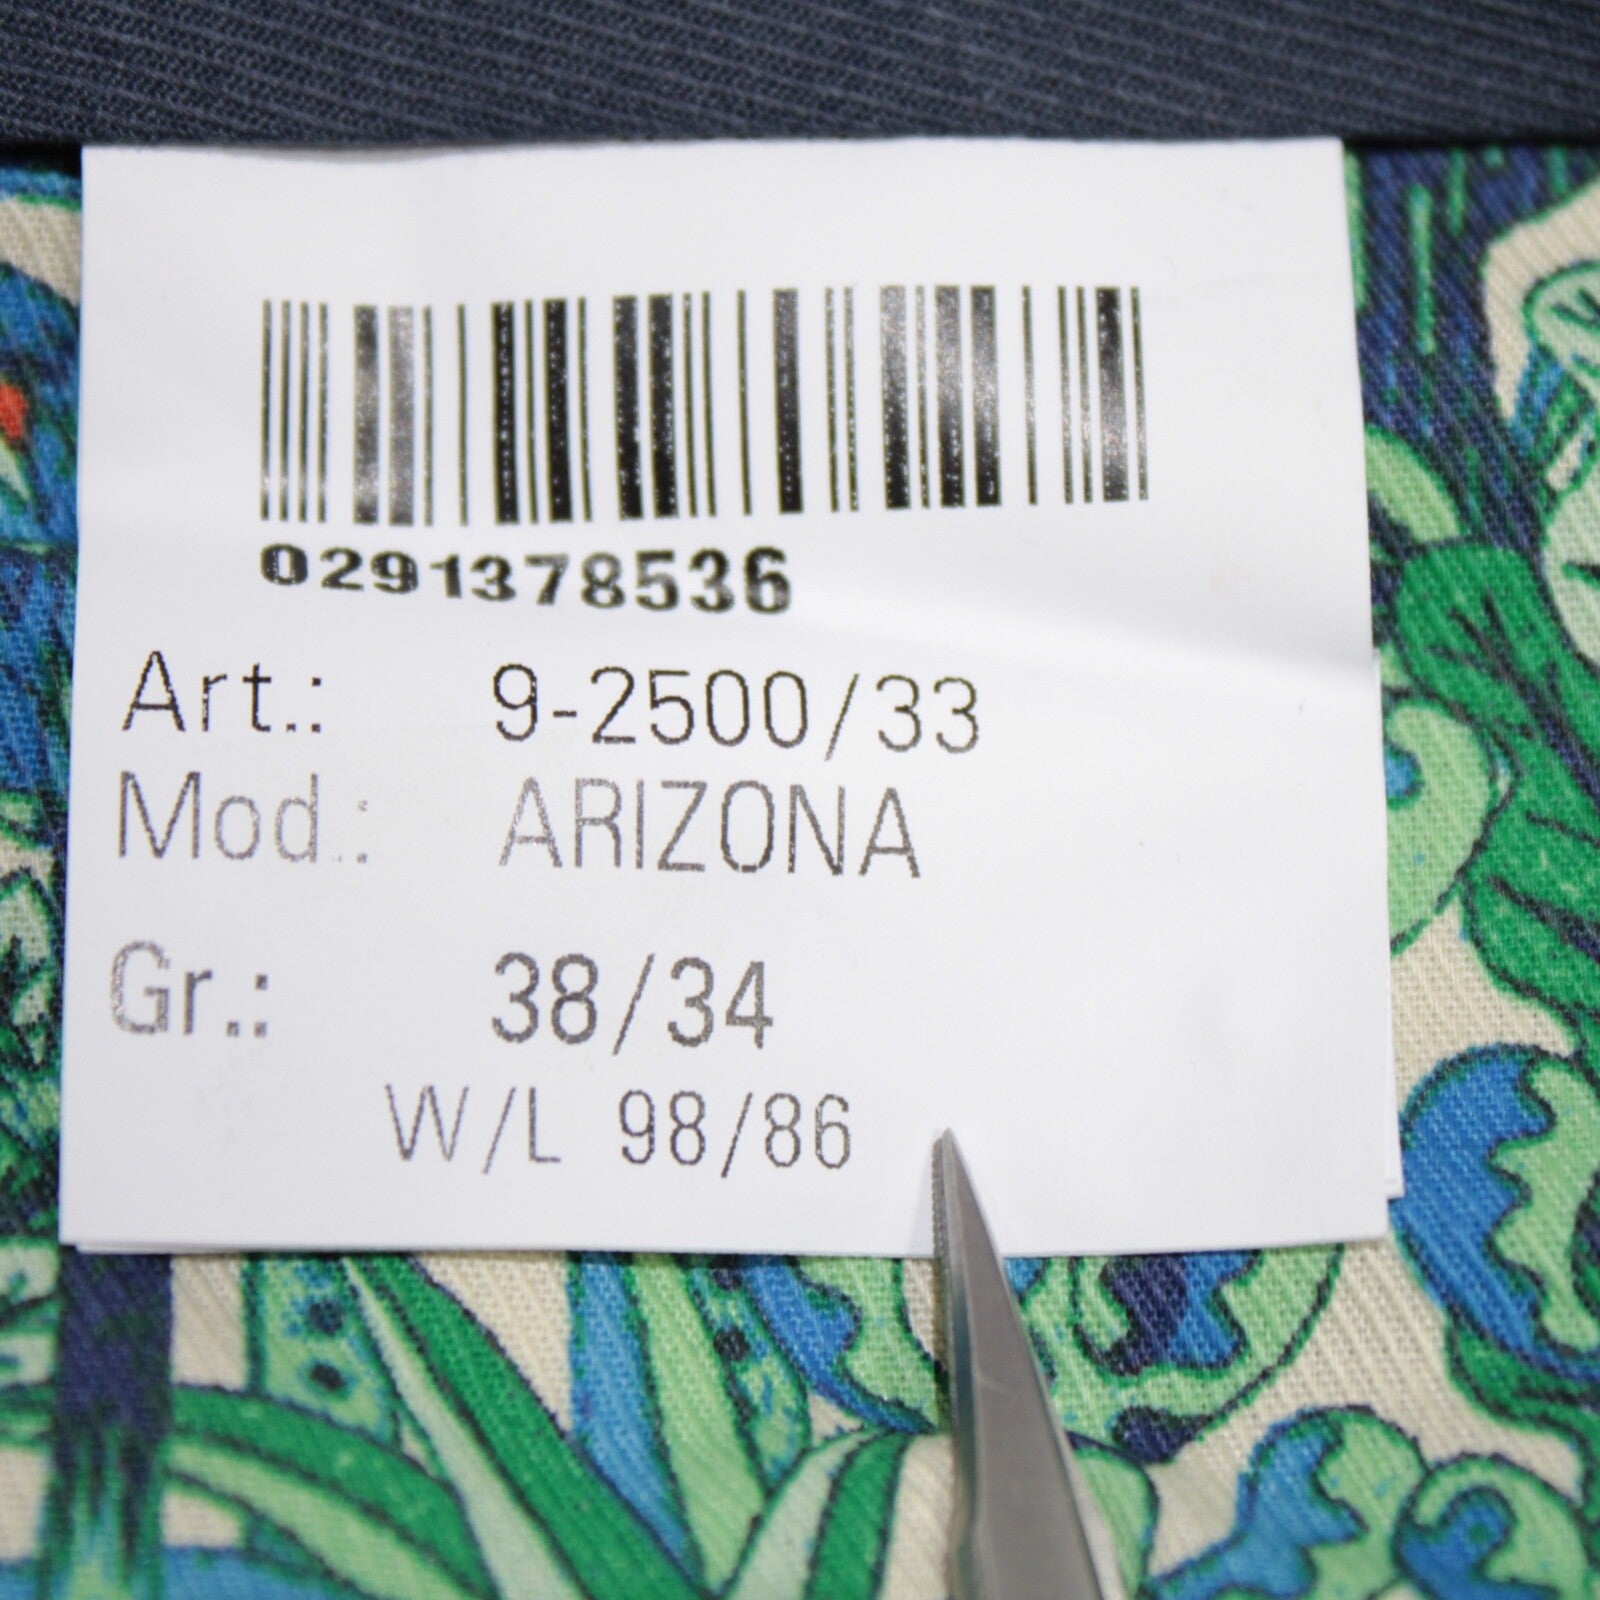 0291378536
Art.: 9-2500/33
Mod.: ARIZONA
Gr.: 38/34
W/L 98/86